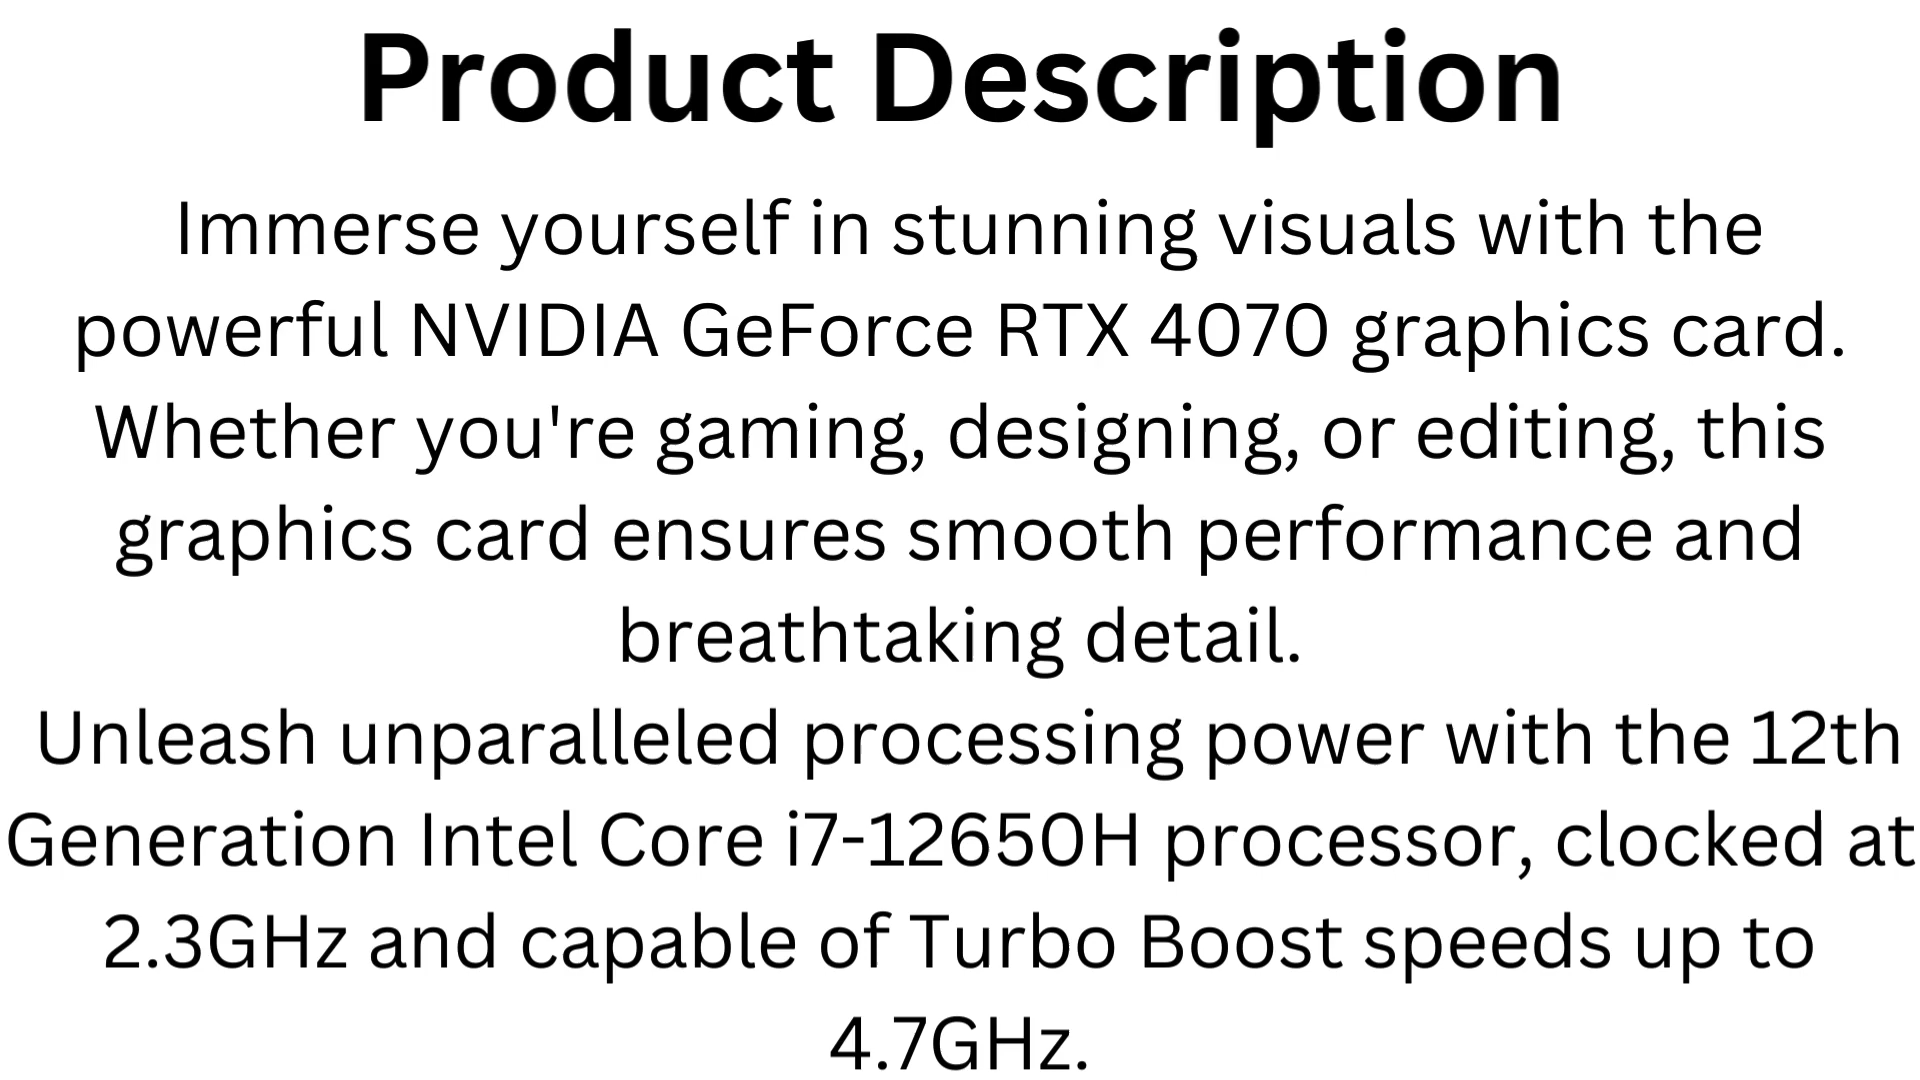 Product Description
Immerse yourself in stunning visuals with the
powerful NVIDIA GeForce RTX 4070 graphics card.
Whether you're gaming, designing, or editing, this
graphics card ensures smooth performance and
breathtaking detail.
Unleash unparalleled processing power with the 12th
Generation Intel Core i7-12650H processor, clocked at
2.3GHz and capable of Turbo Boost speeds up to
4.7GHz.